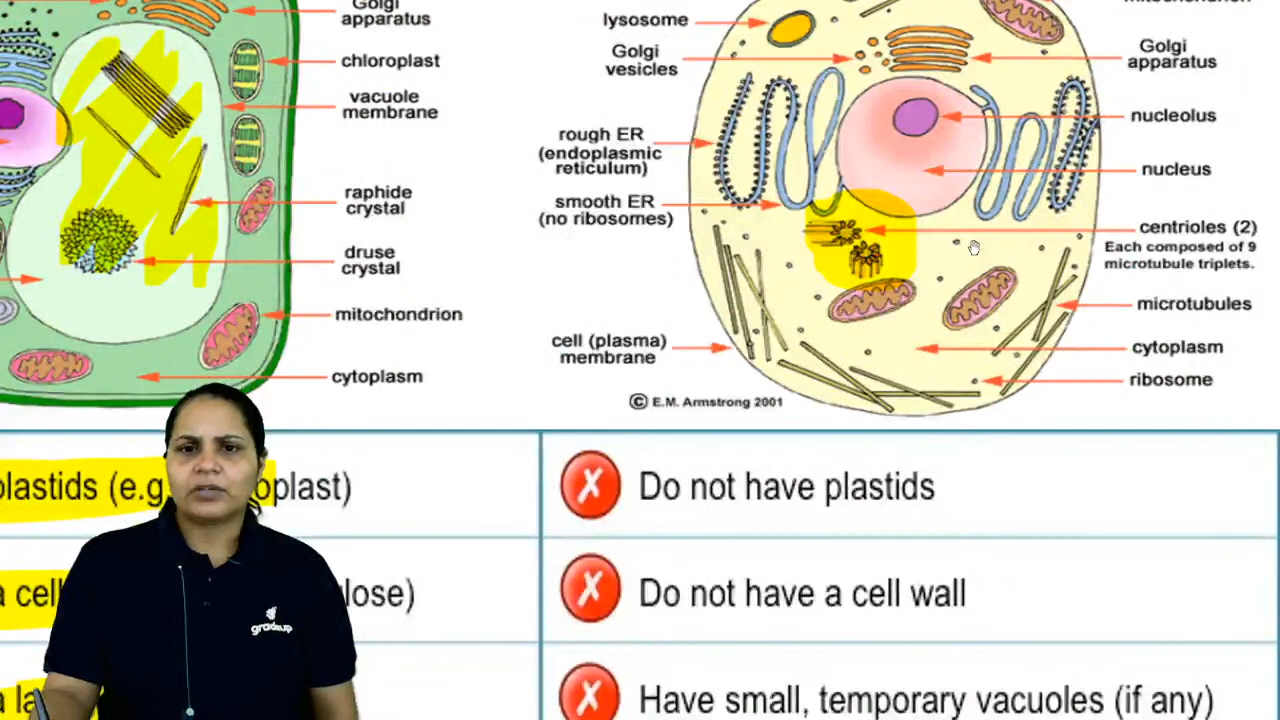 Golgi
apparatus
chloroplast
vacuole
membrane
raphide
crystal
druse
crystal
mitochondrion
cytoplasm
lysosome
Golgi
vesicles
rough ER
(endoplasmic
reticulum)
smooth ER
(no ribosomes)
cell (plasma)
membrane
© E.M. Armstrong 2001
mitochondrion
Golgi
apparatus
nucleolus
nucleus
centrioles (2)
Each composed of 9
microtubule triplets.
microtubules
cytoplasm
ribosome
plastids (e.g.
✗ Do not have plastids
a cell
✗ Do not have a cell wall
a
✗ Have small, temporary vacuoles (if any)
gradeup